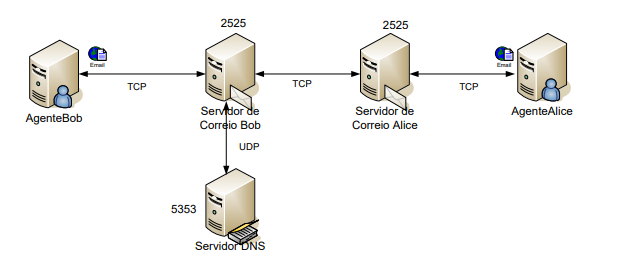 2525
2525
Email
Email
TCP
TCP
TCP
AgenteBob
Servidor de
Correio Bob
Servidor de
Correio Alice
AgenteAlice
UDP
5353
Servidor DNS